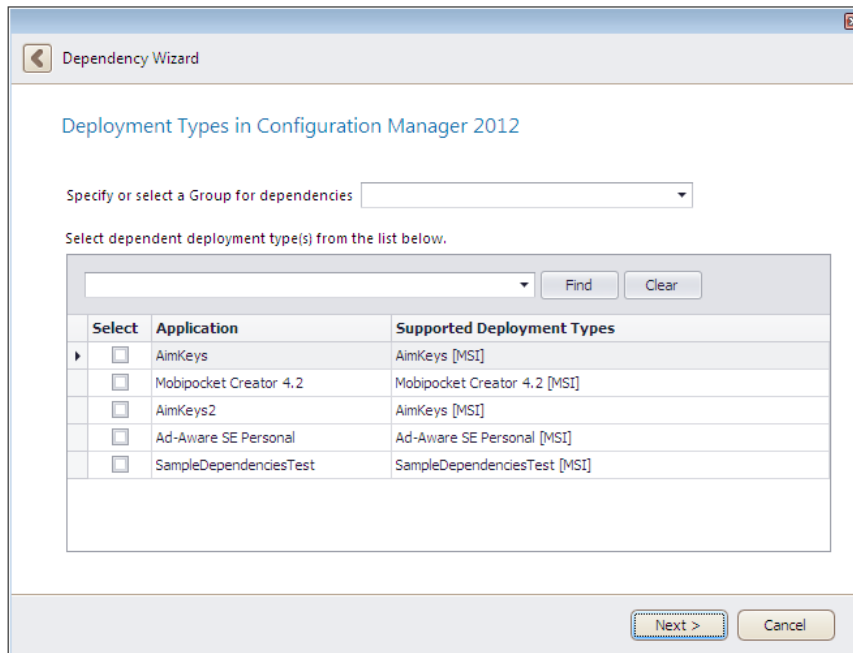 Dependency Wizard
Deployment Types in Configuration Manager 2012
Specify or select a Group for dependencies
Select dependent deployment type(s) from the list below.
Find Clear
Select Application Supported Deployment Types
AimKeys AimKeys [MSI]
Mobipocket Creator 4.2 Mobipocket Creator 4.2 [MSI]
AimKeys2 AimKeys [MSI]
Ad-Aware SE Personal Ad-Aware SE Personal [MSI]
SampleDependenciesTest SampleDependenciesTest [MSI]
Next > Cancel